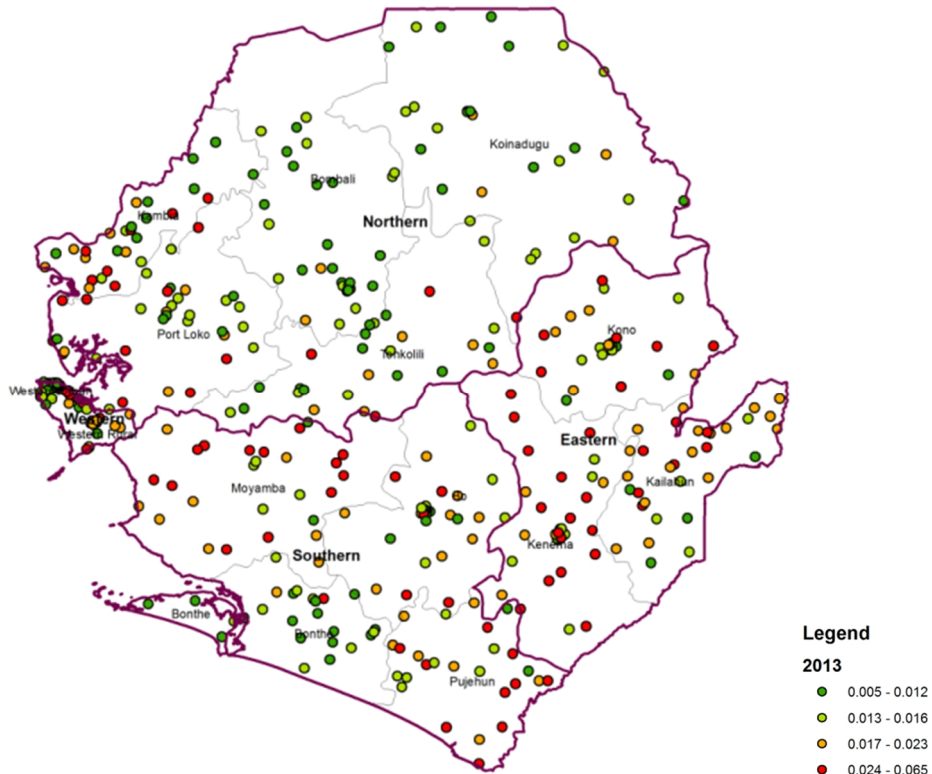 Koinadugu
Bombali
Kambia
Northern
Port Loko
Kono
Tonkolili
Western
Western Rural
Eastern
Kailahun
Moyamba
Bo
Kenema
Southern
Bonthe
Bonthe
Pujehun
Legend
2013
0.005 - 0.012
0.013 - 0.016
0.017 - 0.023
0.024 - 0.065